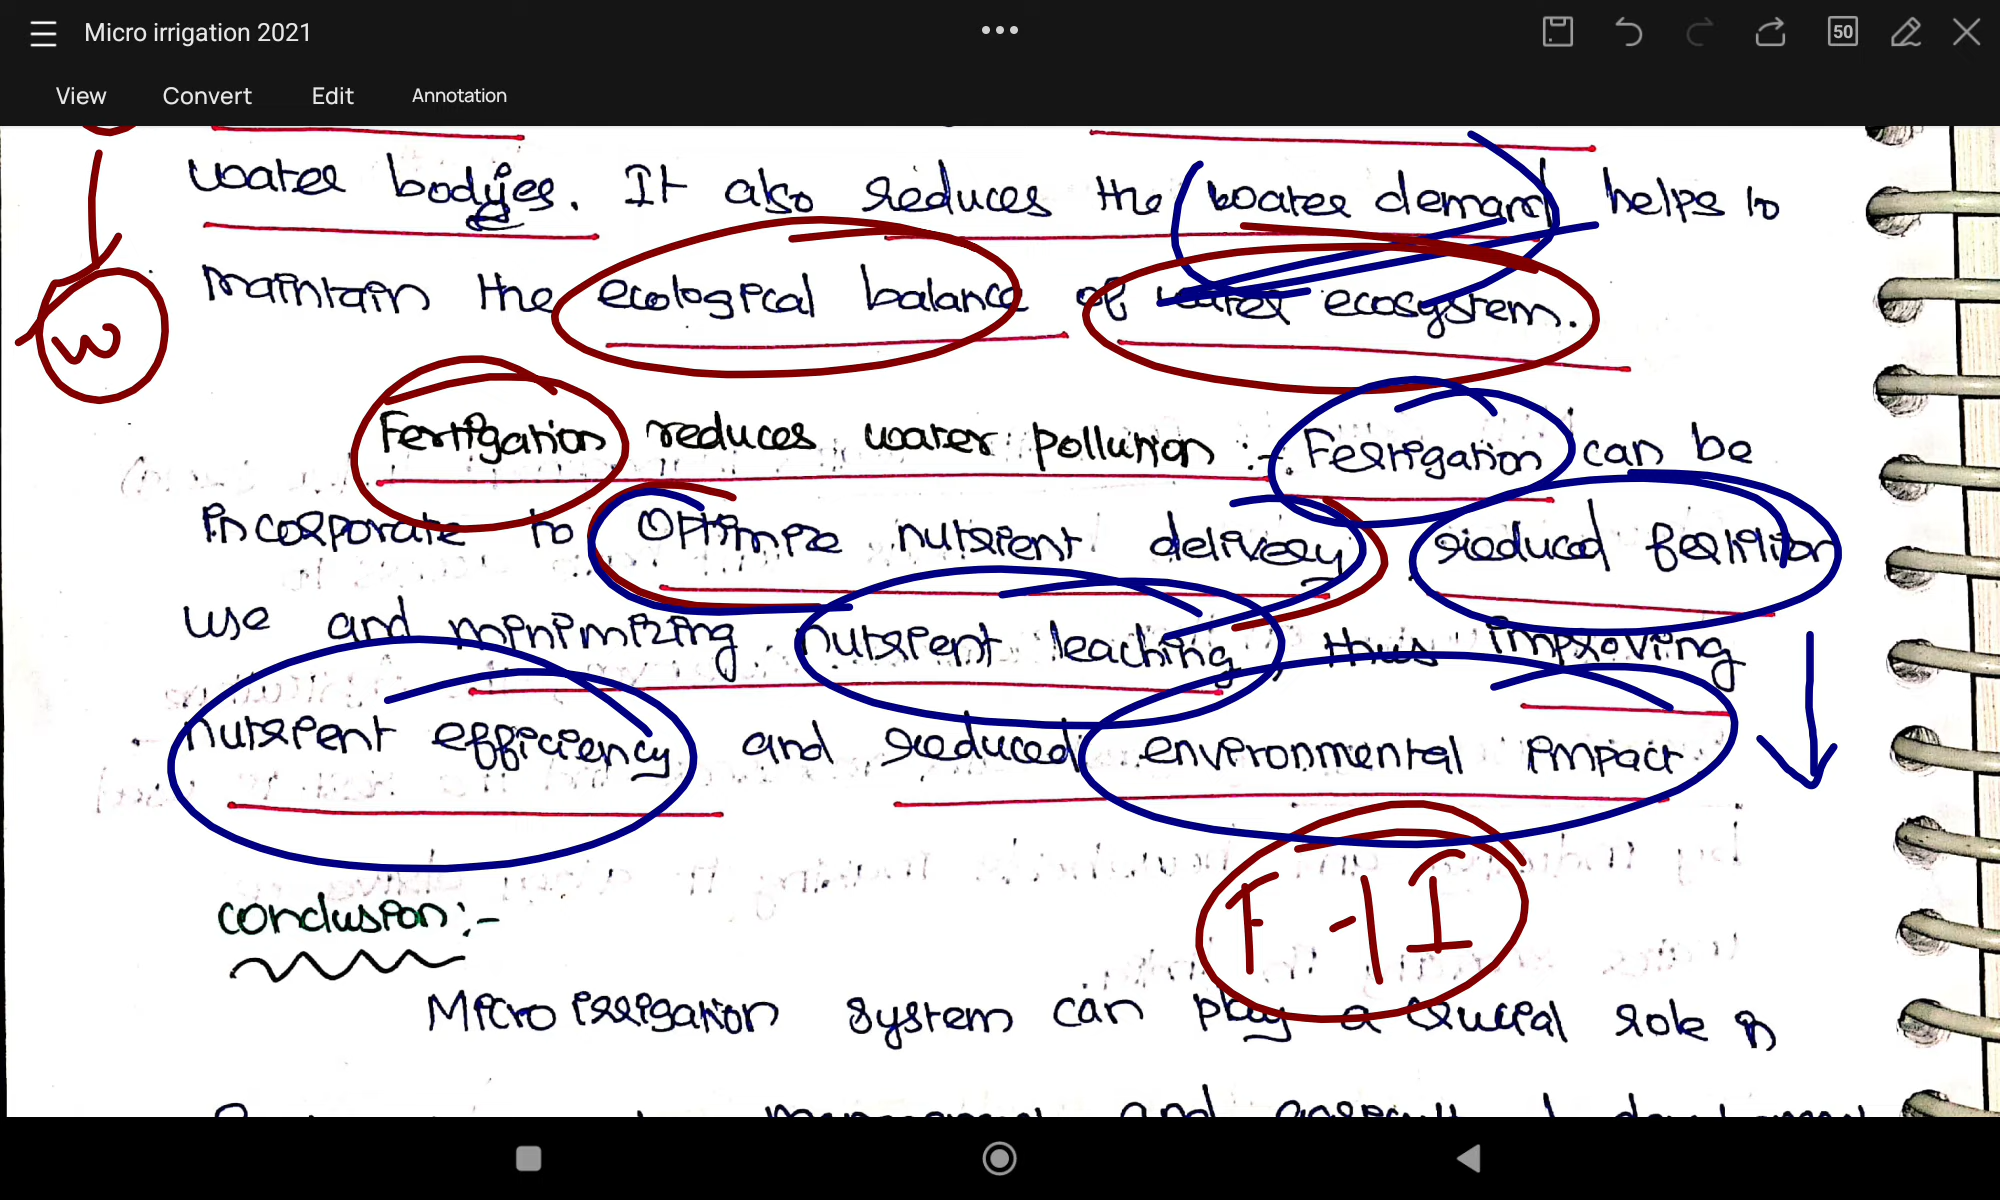 Micro irrigation 2021
50
View Convert Edit Annotation
water bodies. It also reduces the water demand helps to
maintain the ecological balance of water ecosystem.
W
Fertigation reduces water pollution :- Fertigation can be
incorporate to Optimize nutrient delivery reduced
use and minimizing nutrient leaching, thus improving
nutrient efficiency and reduced environmental impact
conclusion:-
Micro irrigation system can play a crucial role in